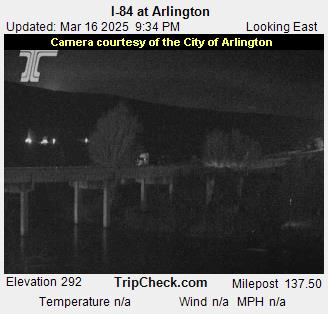 I-84 at Arlington
Updated: Mar 16 2025 9:34 PM Looking East
Camera courtesy of the City of Arlington
Elevation 292 TripCheck.com Milepost 137.50
Temperature n/a Wind n/a MPH n/a